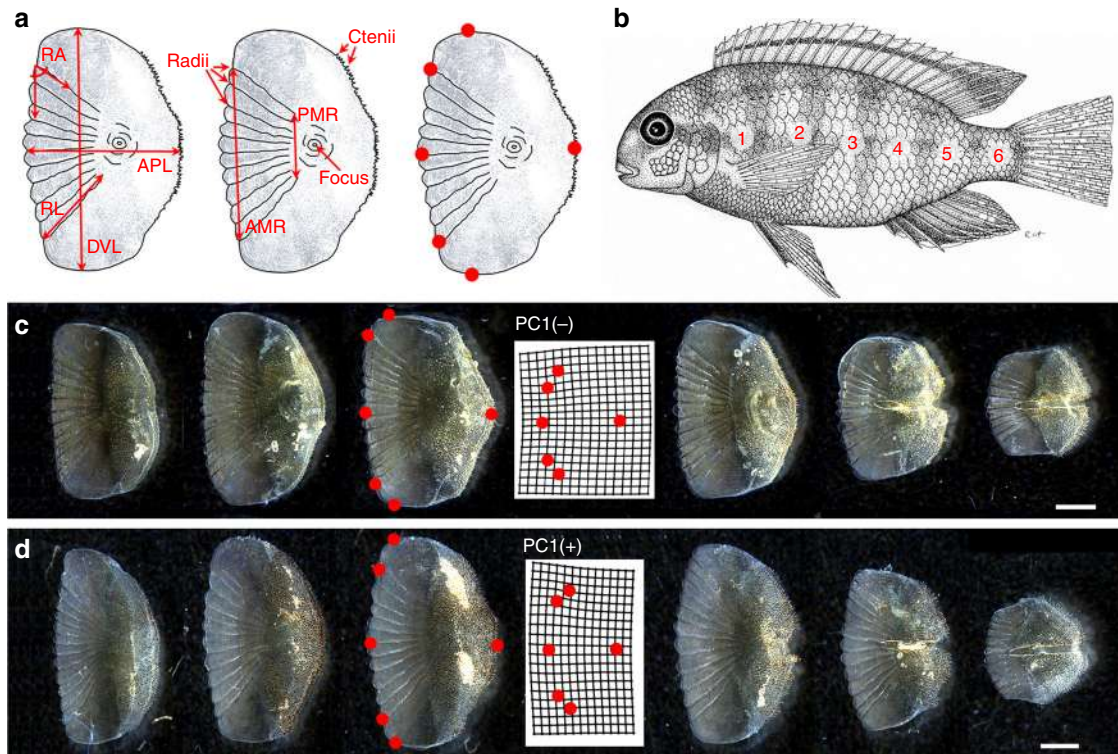 a
RA
APL
RL
DVL
Radii
Ctenii
PMR
Focus
AMR
b
1 2 3 4 5 6
c
PC1(–)
d
PC1(+)